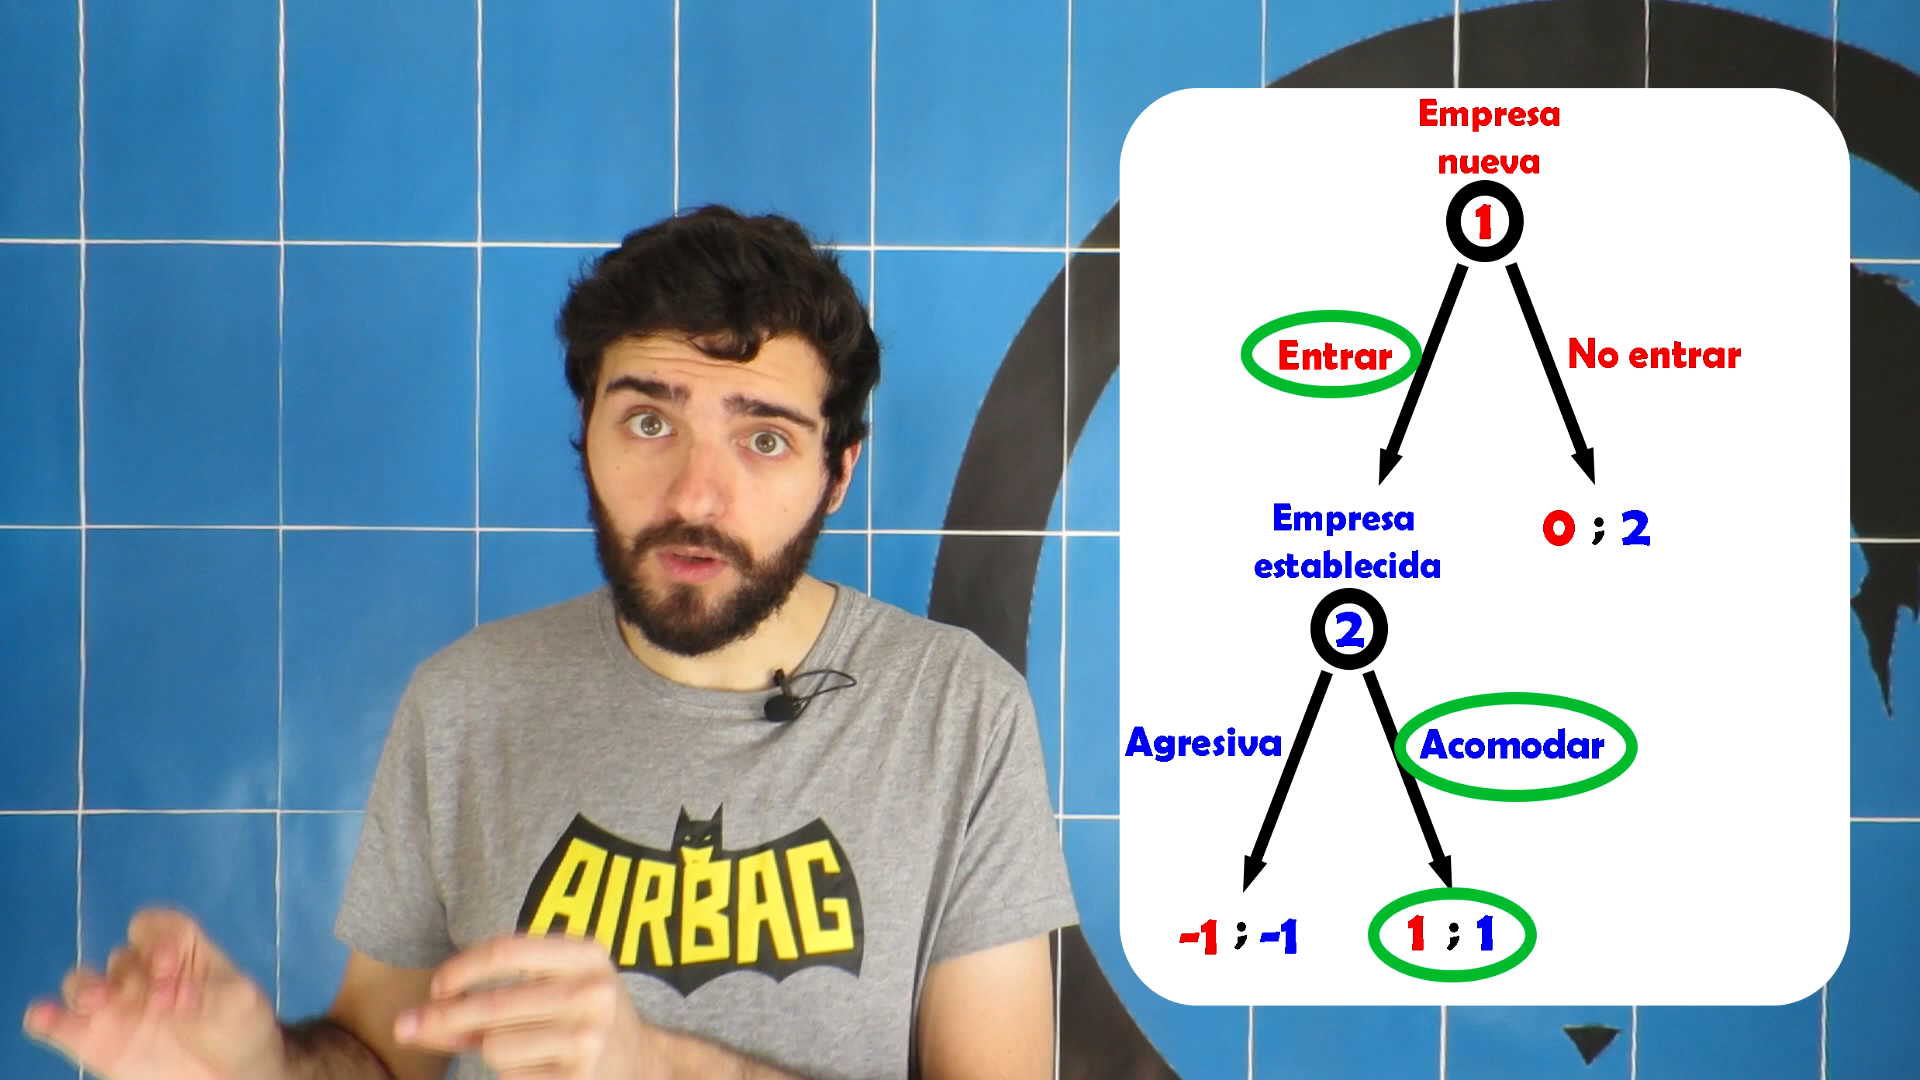 Empresa
nueva
1
Entrar
No entrar
Empresa
establecida
0 ; 2
2
Agresiva
Acomodar
-1 ; -1
1 ; 1
AIRBAG